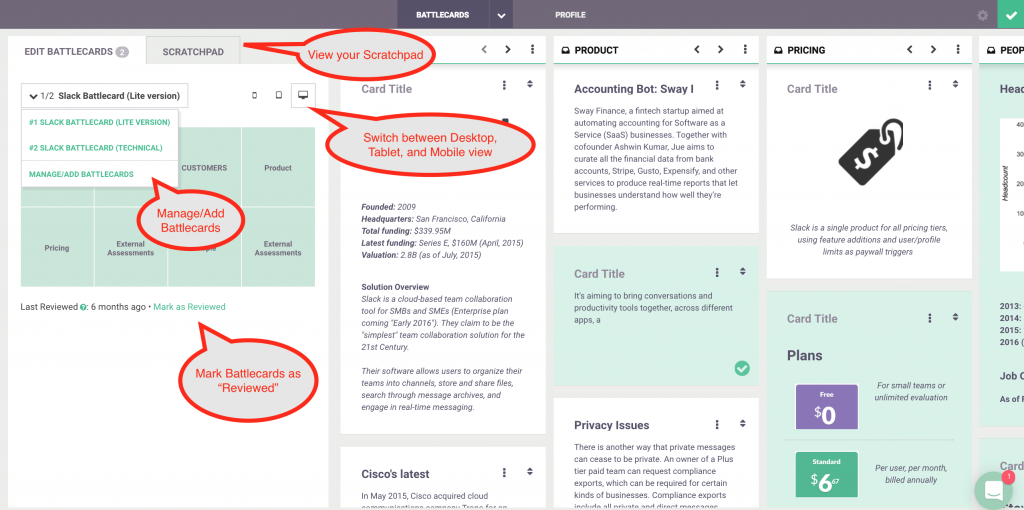 BATTLECARDS
PROFILE
EDIT BATTLECARDS 2
SCRATCHPAD
View your Scratchpad
1/2 Slack Battlecard (Lite version)
#1 SLACK BATTLECARD (LITE VERSION)
#2 SLACK BATTLECARD (TECHNICAL)
MANAGE/ADD BATTLECARDS
CUSTOMERS
Product
Pricing
External
Assessments
External
Assessments
Manage/Add
Battlecards
Switch between Desktop,
Tablet, and Mobile view
Last Reviewed ?: 6 months ago • Mark as Reviewed
Mark Battlecards as
“Reviewed”
Card Title
Founded: 2009
Headquarters: San Francisco, California
Total funding: $339.95M
Latest funding: Series E, $160M (April, 2015)
Valuation: 2.8B (as of July, 2015)
Solution Overview
Slack is a cloud-based team collaboration
tool for SMBs and SMEs (Enterprise plan
coming "Early 2016"). They claim to be the
"simplest" team collaboration solution for the
21st Century.
Their software allows users to organize their
teams into channels, store and share files,
search through message archives, and
engage in real-time messaging.
Cisco's latest
In May 2015, Cisco acquired cloud
PRODUCT
Accounting Bot: Sway I
Sway Finance, a fintech startup aimed at
automating accounting for Software as a
Service (SaaS) businesses. Together with
cofounder Ashwin Kumar, Jue aims to
curate all the financial data from bank
accounts, Stripe, Gusto, Expensify, and other
services to produce real-time reports that let
businesses understand how well they're
performing.
Card Title
It's aiming to bring conversations and
productivity tools together, across different
apps, a
Privacy Issues
There is another way that private messages
can cease to be private. An owner of a Plus
tier paid team can request compliance
exports, which can be required for certain
kinds of businesses. Compliance exports
include all private and direct messages
PRICING
Card Title
$
Slack is a single product for all pricing tiers,
using feature additions and user/profile
limits as paywall triggers
Card Title
Plans
Free
$0
For small teams or
unlimited evaluation
Standard
$6.67
Per user, per month,
billed annually
PEOP
Head
40
30
20
10
0
Headcount
2013:
2014:
2015:
2016 (
Job O
As of F
Card
1